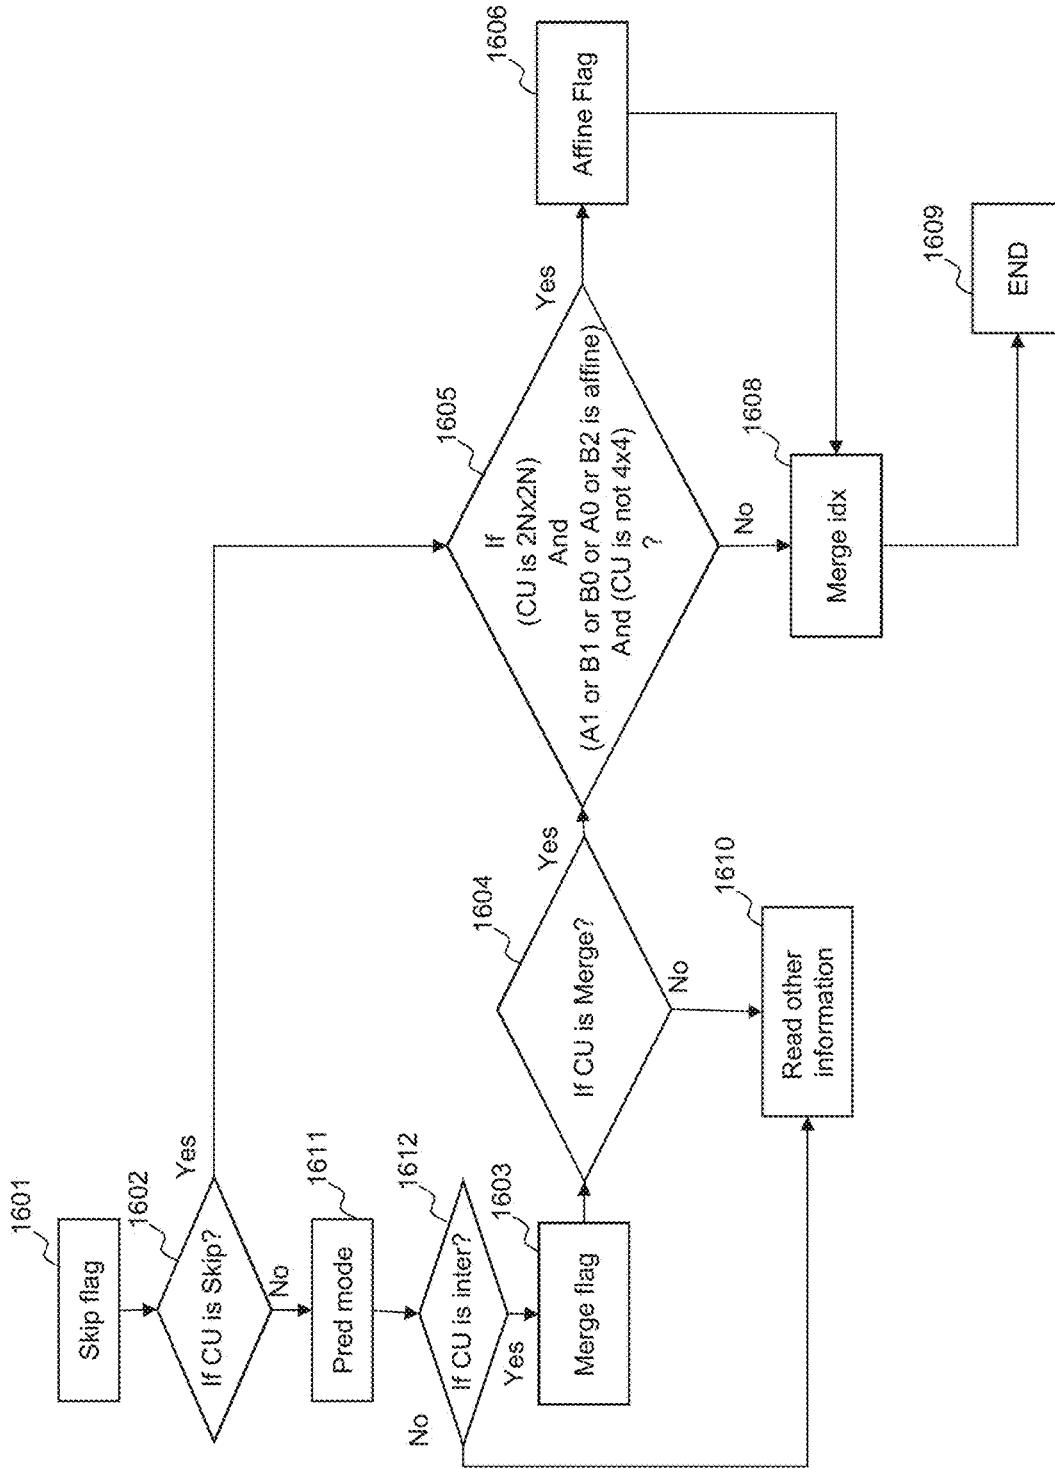 1601
Skip flag
1602
If CU is Skip?
Yes
No
1611
Pred mode
1612
If CU is inter?
No
Yes
1603
Merge flag
1604
If CU is Merge?
Yes
No
1610
Read other
information
1605
If
(CU is 2Nx2N)
And
(A1 or B1 or B0 or A0 or B2 is affine)
And (CU is not 4x4)
?
Yes
No
1606
Affine Flag
1608
Merge idx
1609
END